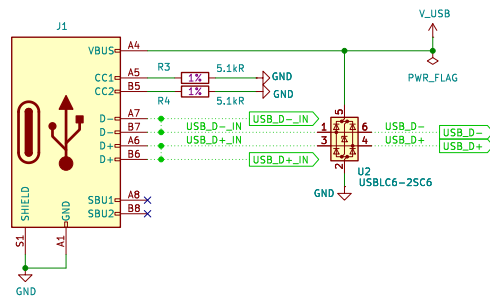 V_USB
J1
VBUS A4
PWR_FLAG
R3 5.1kR
CC1 A5 1% GND
CC2 B5 1% GND
R4 5.1kR
D- A7 USB_D-_IN
D- B7 USB_D-_IN 1 5 6 USB_D- USB_D-
D+ A6 USB_D+_IN 3 2 4 USB_D+ USB_D+
D+ B6 USB_D+_IN
U2
USBLC6-2SC6
GND
SBU1 A8
SBU2 B8
SHIELD GND
S1 A1
GND